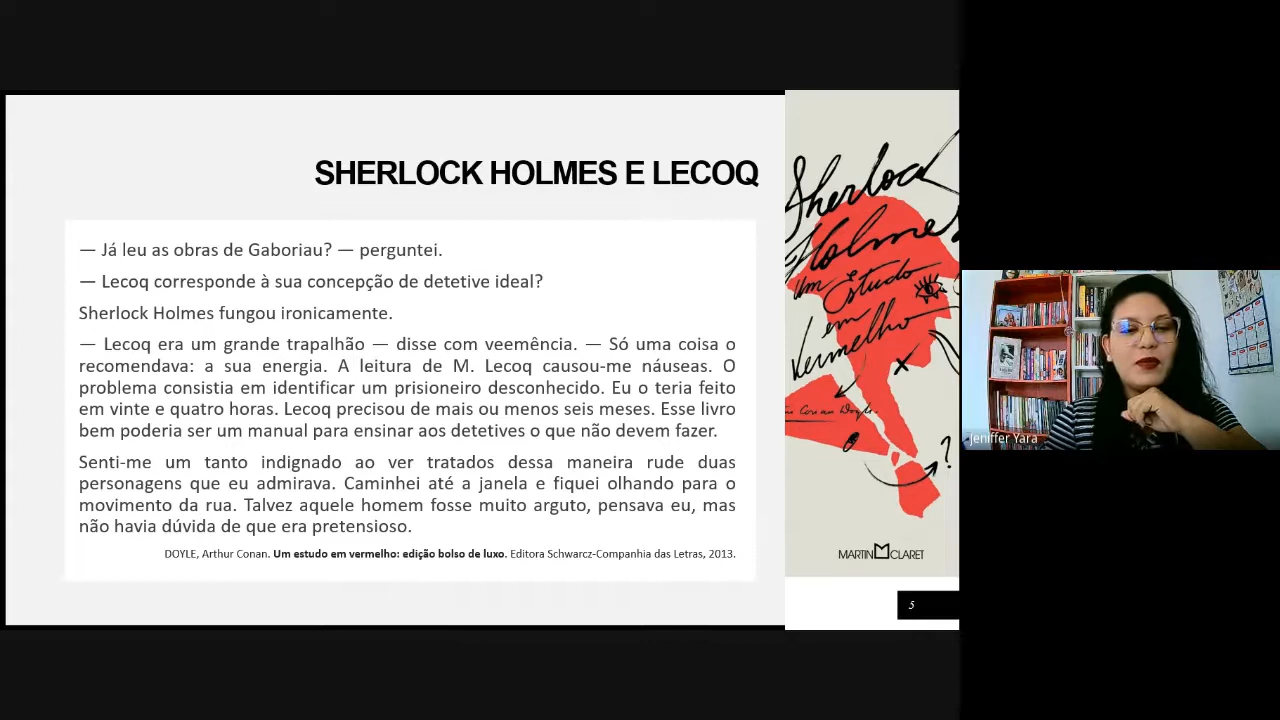 SHERLOCK HOLMES E LECOQ
— Já leu as obras de Gaboriau? — perguntei.
— Lecoq corresponde à sua concepção de detetive ideal?
Sherlock Holmes fungou ironicamente.
— Lecoq era um grande trapalhão — disse com veemência. — Só uma coisa o
recomendava: a sua energia. A leitura de M. Lecoq causou-me náuseas. O
problema consistia em identificar um prisioneiro desconhecido. Eu o teria feito
em vinte e quatro horas. Lecoq precisou de mais ou menos seis meses. Esse livro
bem poderia ser um manual para ensinar aos detetives o que não devem fazer.
Senti-me um tanto indignado ao ver tratados dessa maneira rude duas
personagens que eu admirava. Caminhei até a janela e fiquei olhando para o
movimento da rua. Talvez aquele homem fosse muito arguto, pensava eu, mas
não havia dúvida de que era pretensioso.
DOYLE, Arthur Conan. Um estudo em vermelho: edição bolso de luxo. Editora Schwarcz-Companhia das Letras, 2013.
Sherlock
Holmes
Um Estudo
em
Vermelho
Conan Doyle.
?
MARTIN CLARET
5
Jeniffer Yara